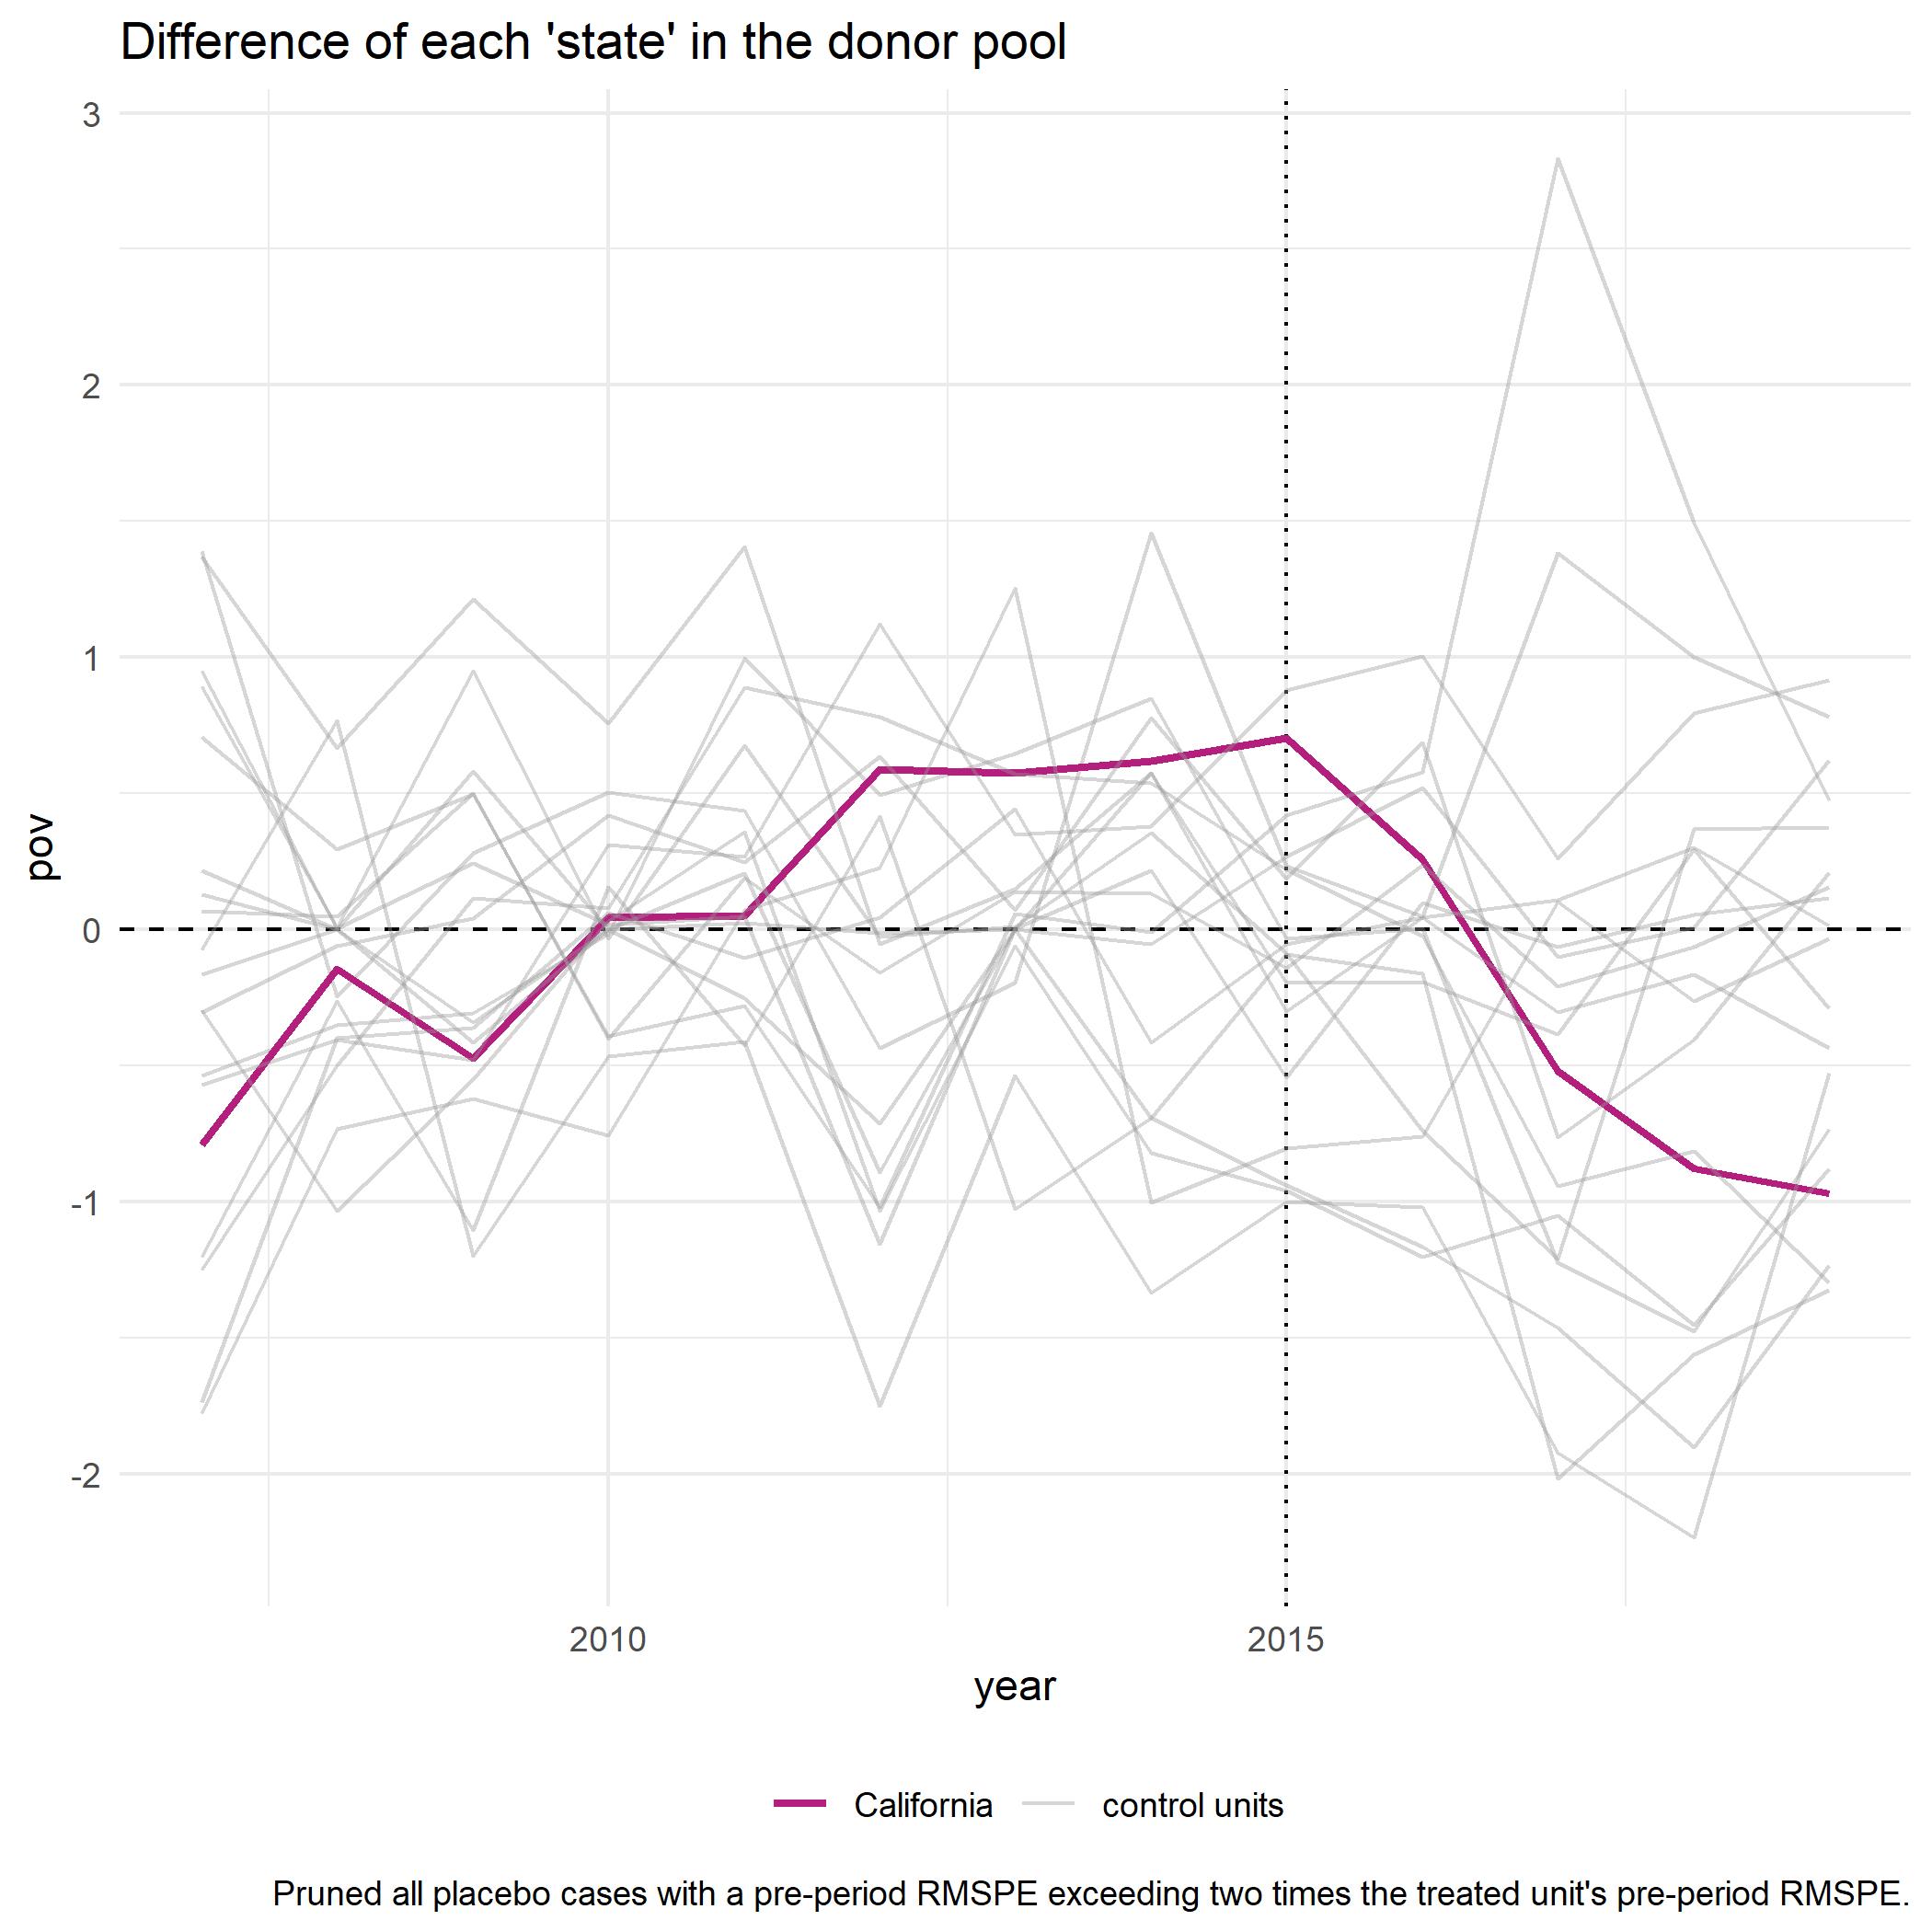 Difference of each 'state' in the donor pool
3
2
1
0
-1
-2
pov
2010 2015
year
California control units
Pruned all placebo cases with a pre-period RMSPE exceeding two times the treated unit's pre-period RMSPE.